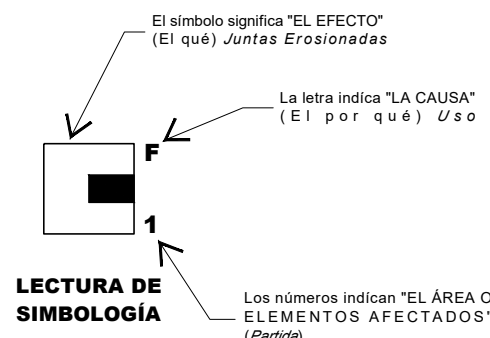 El símbolo significa "EL EFECTO"
(El qué) Juntas Erosionadas
La letra indíca "LA CAUSA"
(El por qué) Uso
F
1
LECTURA DE
SIMBOLOGÍA
Los números indícan "EL ÁREA O
ELEMENTOS AFECTADOS"
(Partida)